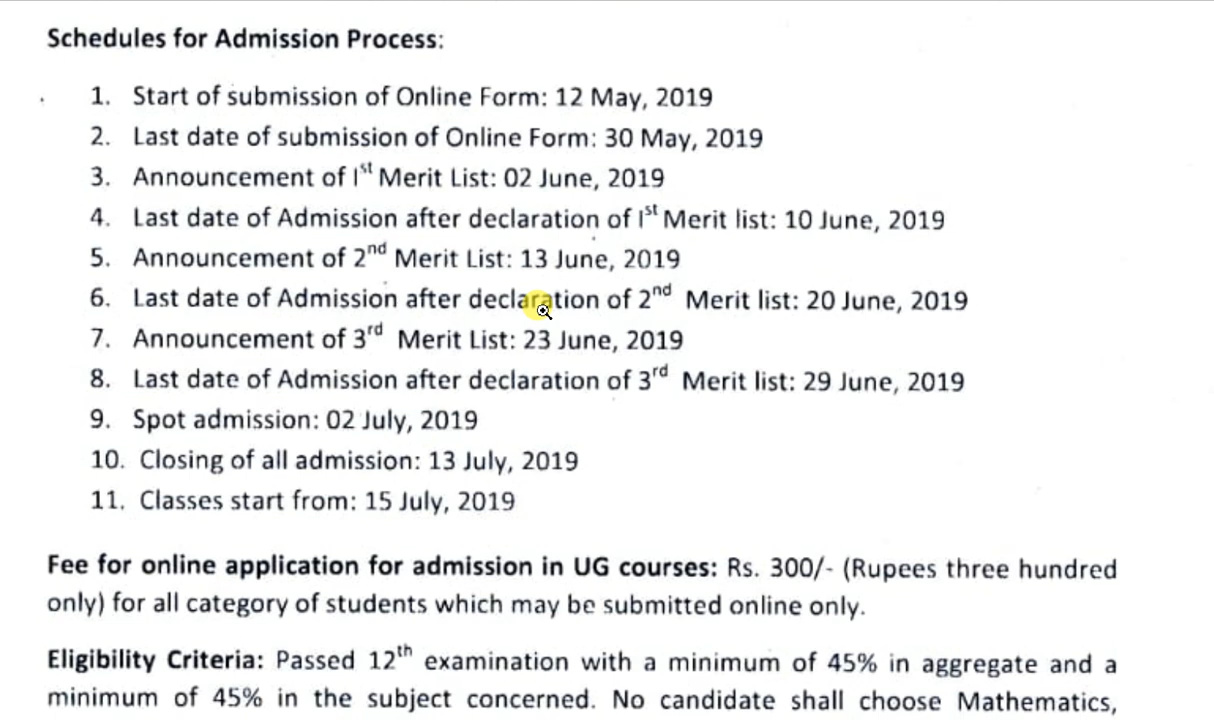 Schedules for Admission Process:
1. Start of submission of Online Form: 12 May, 2019
2. Last date of submission of Online Form: 30 May, 2019
3. Announcement of Ist Merit List: 02 June, 2019
4. Last date of Admission after declaration of Ist Merit list: 10 June, 2019
5. Announcement of 2nd Merit List: 13 June, 2019
6. Last date of Admission after declaration of 2nd Merit list: 20 June, 2019
7. Announcement of 3rd Merit List: 23 June, 2019
8. Last date of Admission after declaration of 3rd Merit list: 29 June, 2019
9. Spot admission: 02 July, 2019
10. Closing of all admission: 13 July, 2019
11. Classes start from: 15 July, 2019
Fee for online application for admission in UG courses: Rs. 300/- (Rupees three hundred
only) for all category of students which may be submitted online only.
Eligibility Criteria: Passed 12th examination with a minimum of 45% in aggregate and a
minimum of 45% in the subject concerned. No candidate shall choose Mathematics,